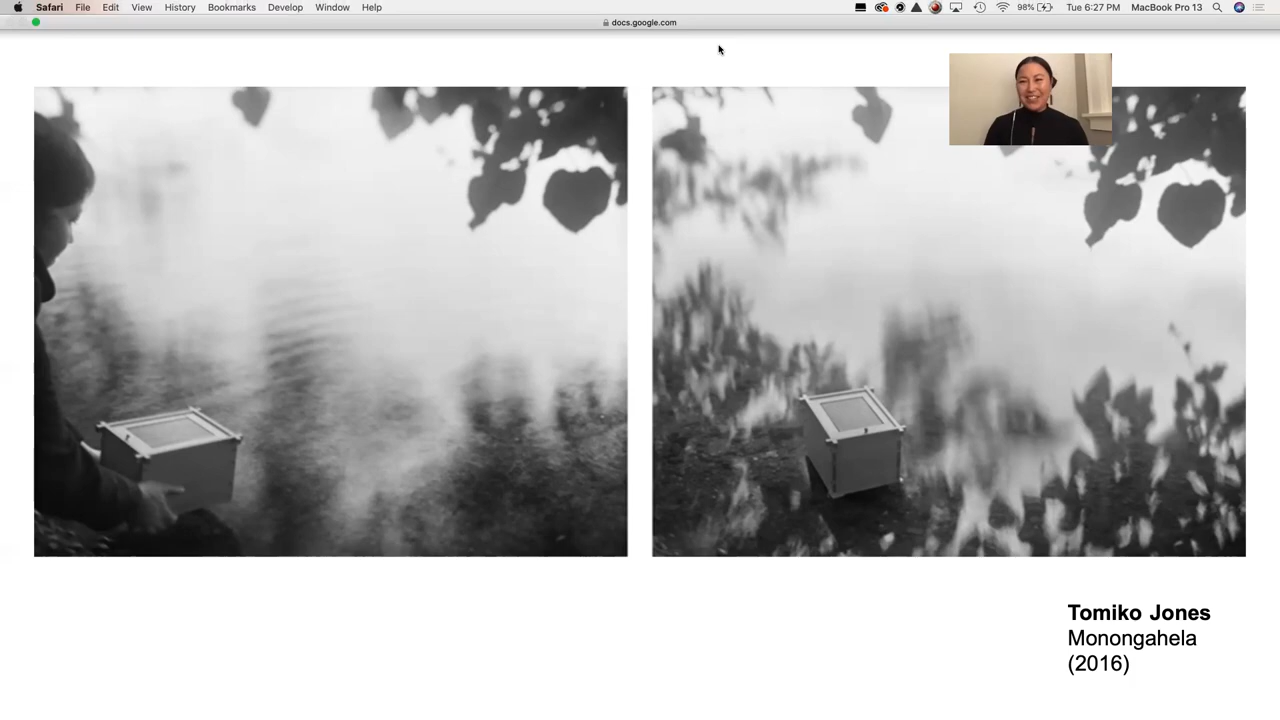 Safari File Edit View History Bookmarks Develop Window Help 98% Tue 6:27 PM MacBook Pro 13
docs.google.com
Tomiko Jones
Monongahela
(2016)